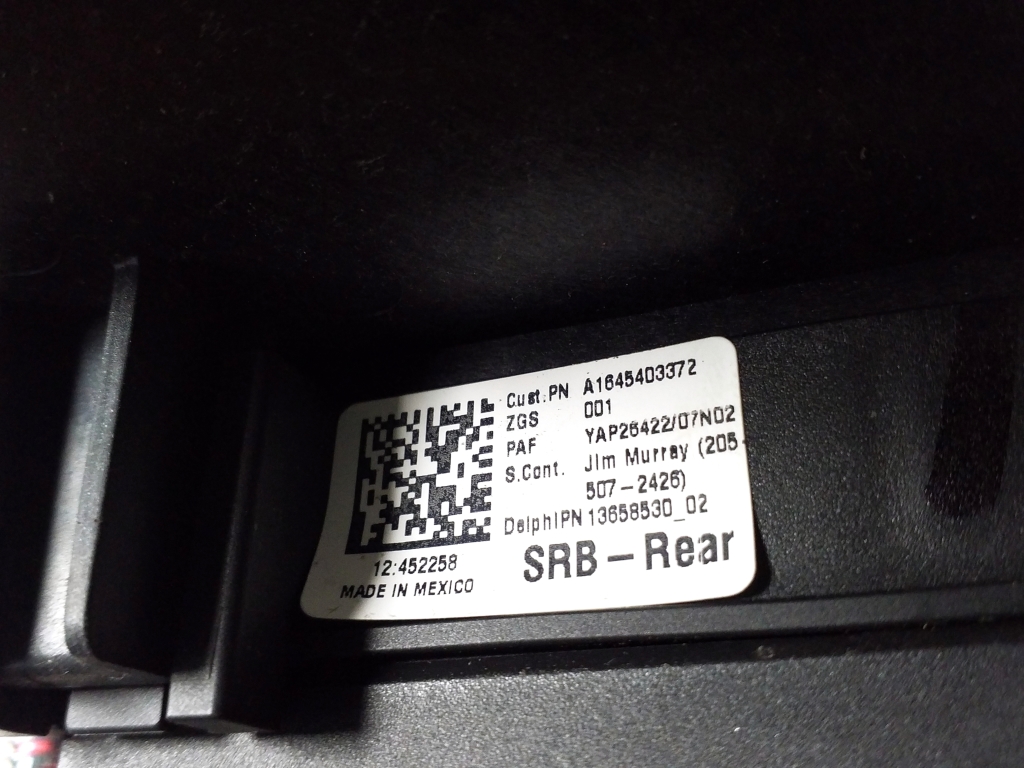 Cust.PN A1645403372
ZGS 001
PAF YAP26422/07N02
S.Cont. Jim Murray (205-
507-2426)
DelphiPN 13658530_02
SRB-Rear
12:452258
MADE IN MEXICO